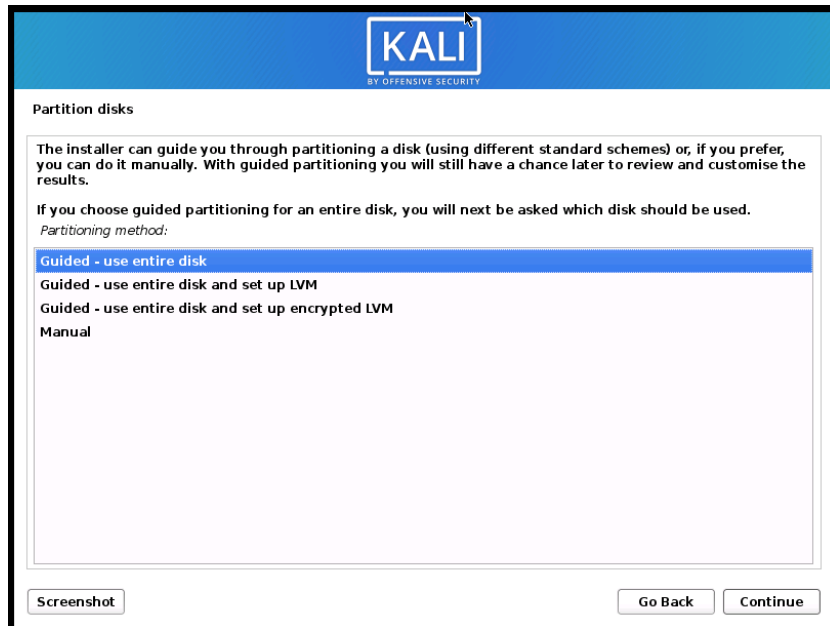 KALI
BY OFFENSIVE SECURITY
Partition disks
The installer can guide you through partitioning a disk (using different standard schemes) or, if you prefer,
you can do it manually. With guided partitioning you will still have a chance later to review and customise the
results.
If you choose guided partitioning for an entire disk, you will next be asked which disk should be used.
Partitioning method:
Guided - use entire disk
Guided - use entire disk and set up LVM
Guided - use entire disk and set up encrypted LVM
Manual
Screenshot
Go Back
Continue